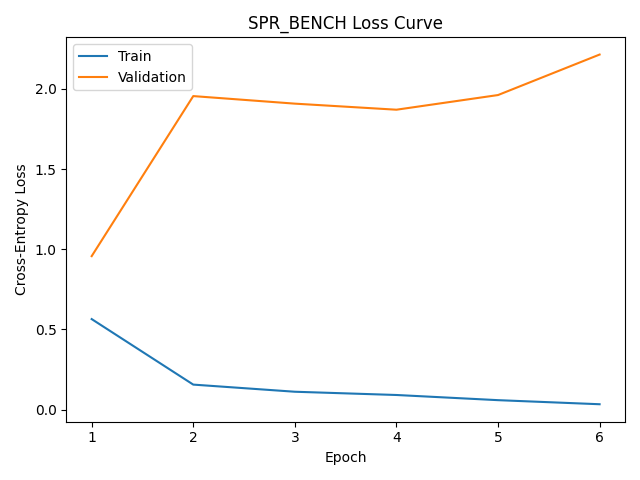 SPR_BENCH Loss Curve
Train
Validation
Cross-Entropy Loss
2.0
1.5
1.0
0.5
0.0
1 2 3 4 5 6
Epoch